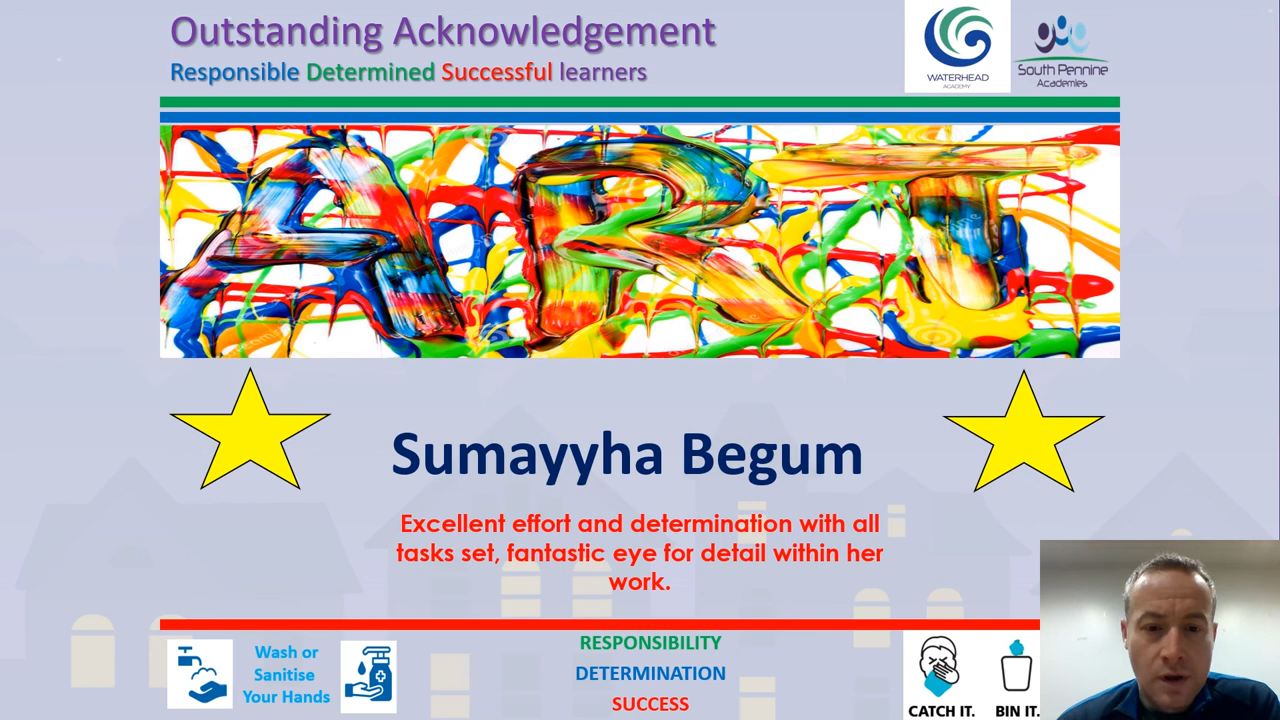 Outstanding Acknowledgement
Responsible Determined Successful learners
WATERHEAD
ACADEMY
South Pennine
Academies
ART
Sumayyha Begum
Excellent effort and determination with all
tasks set, fantastic eye for detail within her
work.
Wash or
Sanitise
Your Hands
RESPONSIBILITY
DETERMINATION
SUCCESS
CATCH IT.
BIN IT.